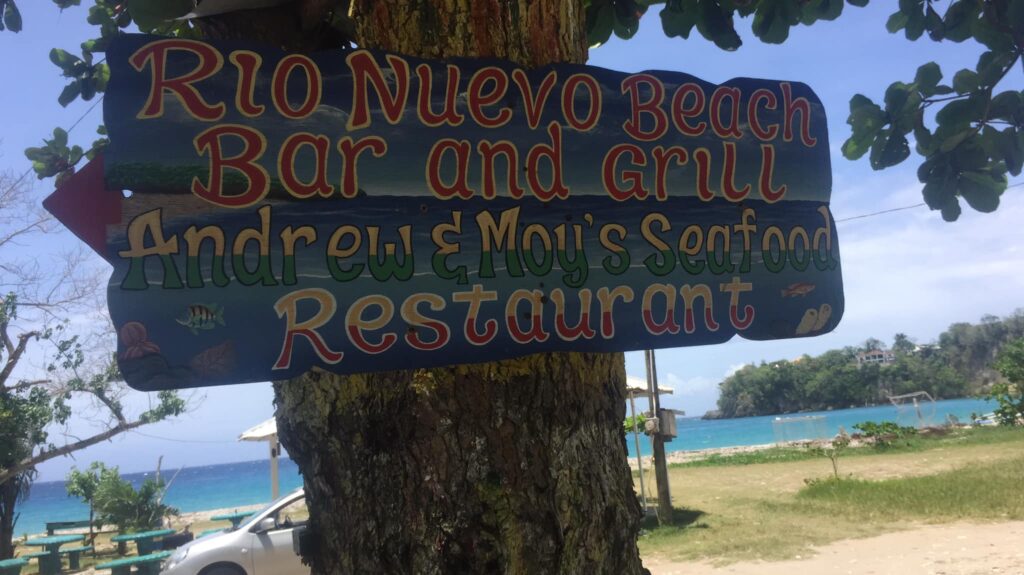 Rio Nuevo Beach
Bar and Grill
Andrew & Moy's Seafood
Restaurant